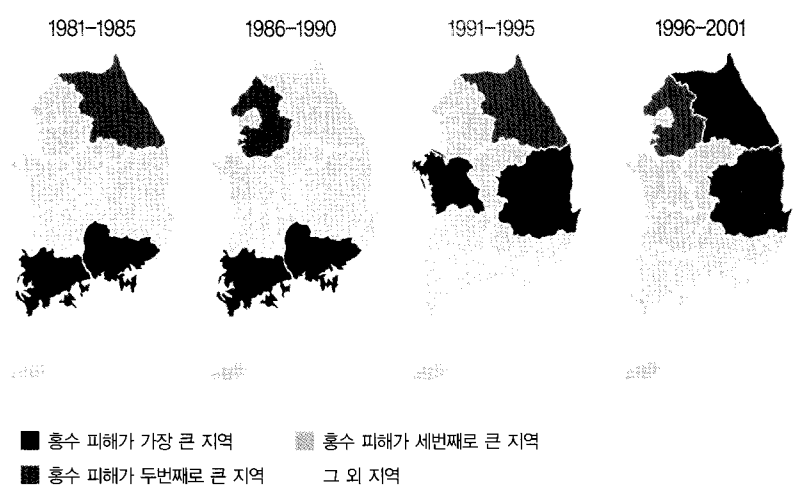 1981-1985
1986-1990
1991-1995
1996-2001
홍수 피해가 가장 큰 지역
홍수 피해가 두번째로 큰 지역
홍수 피해가 세번째로 큰 지역
그 외 지역